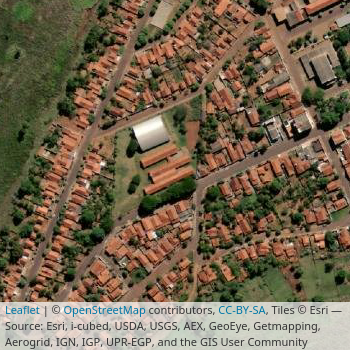 Leaflet | © OpenStreetMap contributors, CC-BY-SA, Tiles © Esri —
Source: Esri, i-cubed, USDA, USGS, AEX, GeoEye, Getmapping,
Aerogrid, IGN, IGP, UPR-EGP, and the GIS User Community